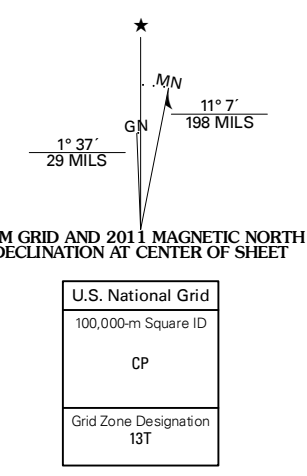 ★
MN
GN
11° 7´
198 MILS
1° 37´
29 MILS
M GRID AND 2011 MAGNETIC NORTH
DECLINATION AT CENTER OF SHEET
U.S. National Grid
100,000-m Square ID
CP
Grid Zone Designation
13T